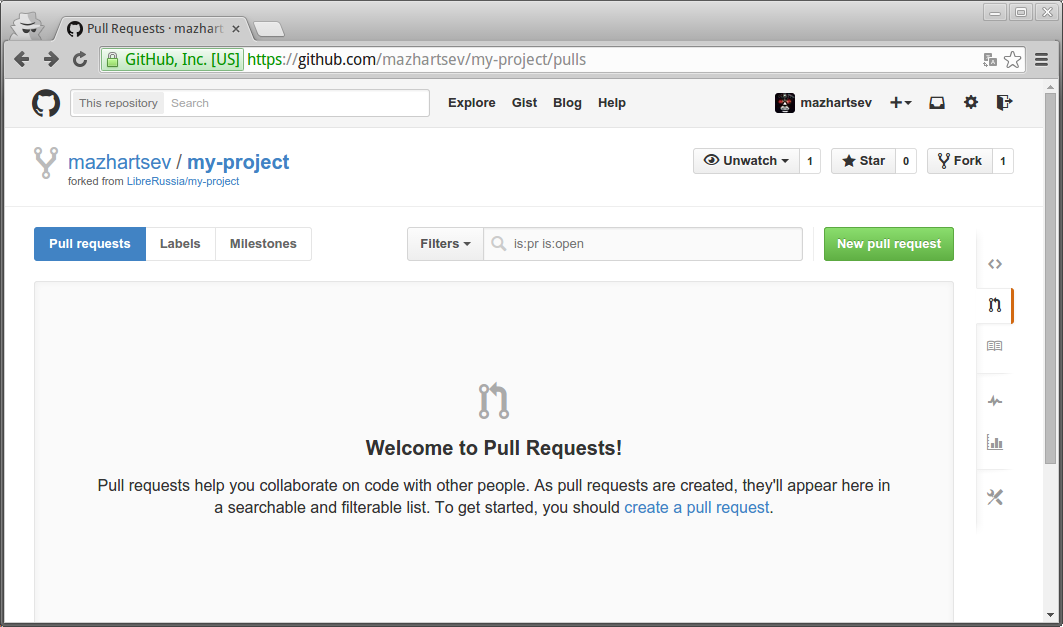 Pull Requests · mazhart
GitHub, Inc. [US] https://github.com/mazhartsev/my-project/pulls
This repository Search Explore Gist Blog Help mazhartsev
mazhartsev / my-project Unwatch 1 Star 0 Fork 1
forked from LibreRussia/my-project
Pull requests Labels Milestones Filters is:pr is:open New pull request
Welcome to Pull Requests!
Pull requests help you collaborate on code with other people. As pull requests are created, they'll appear here in
a searchable and filterable list. To get started, you should create a pull request.